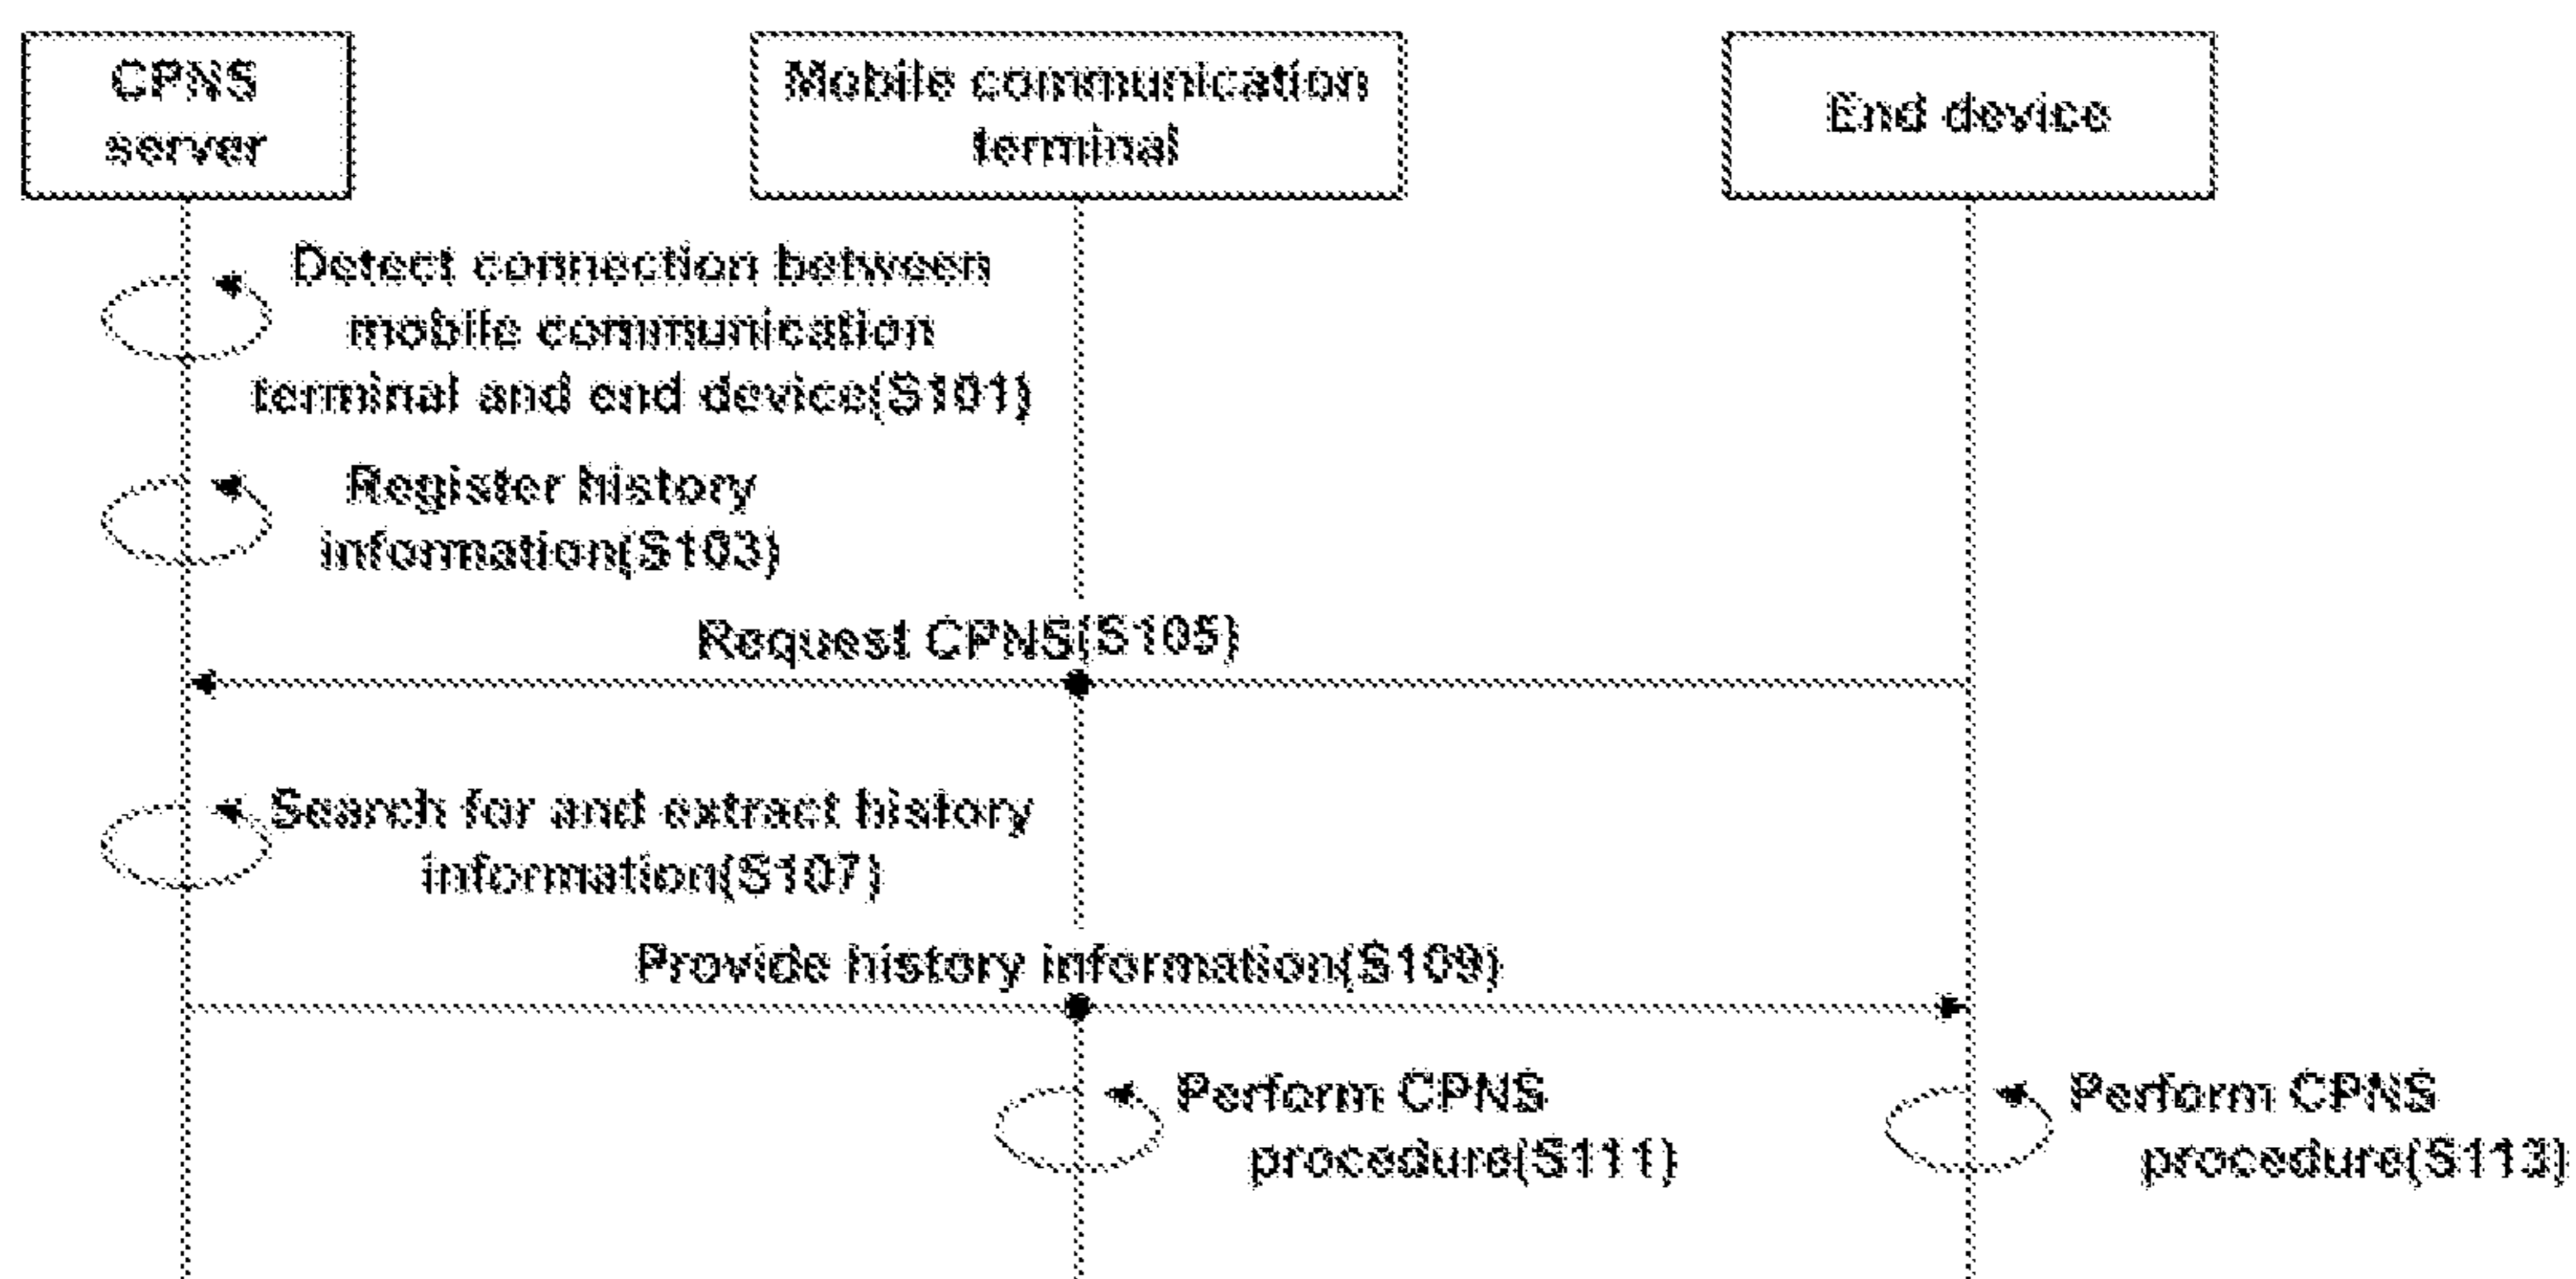 CPNS
server
Mobile communication
terminal
End device
Detect connection between
mobile communication
terminal and end device(S101)
Register history
information(S103)
Request CPNS(S105)
Search for and extract history
information(S107)
Provide history information(S109)
Perform CPNS
procedure(S111)
Perform CPNS
procedure(S113)